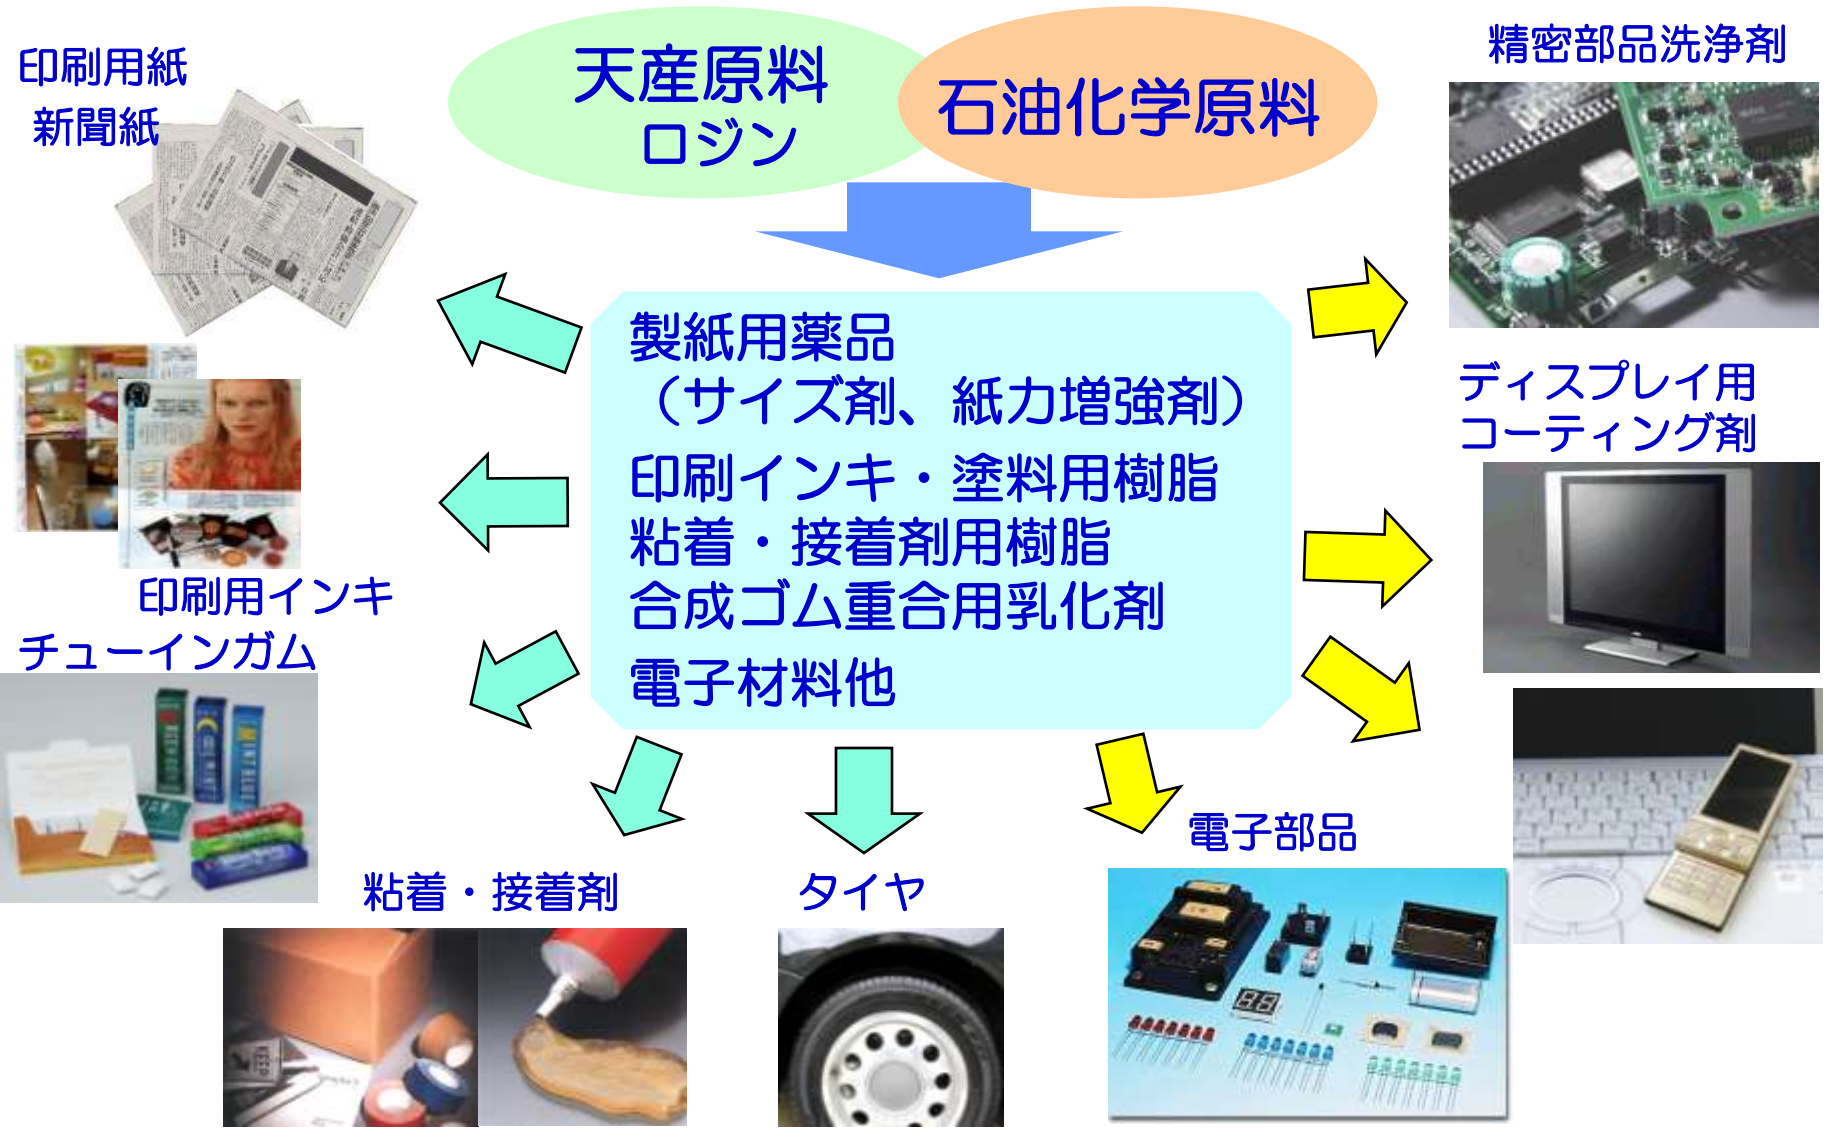 天産原料
ロジン
石油化学原料
印刷用紙
新聞紙
精密部品洗浄剤
製紙用薬品
（サイズ剤、紙力増強剤）
印刷インキ・塗料用樹脂
粘着・接着剤用樹脂
合成ゴム重合用乳化剤
電子材料他
ディスプレイ用
コーティング剤
印刷用インキ
チューインガム
電子部品
粘着・接着剤
タイヤ